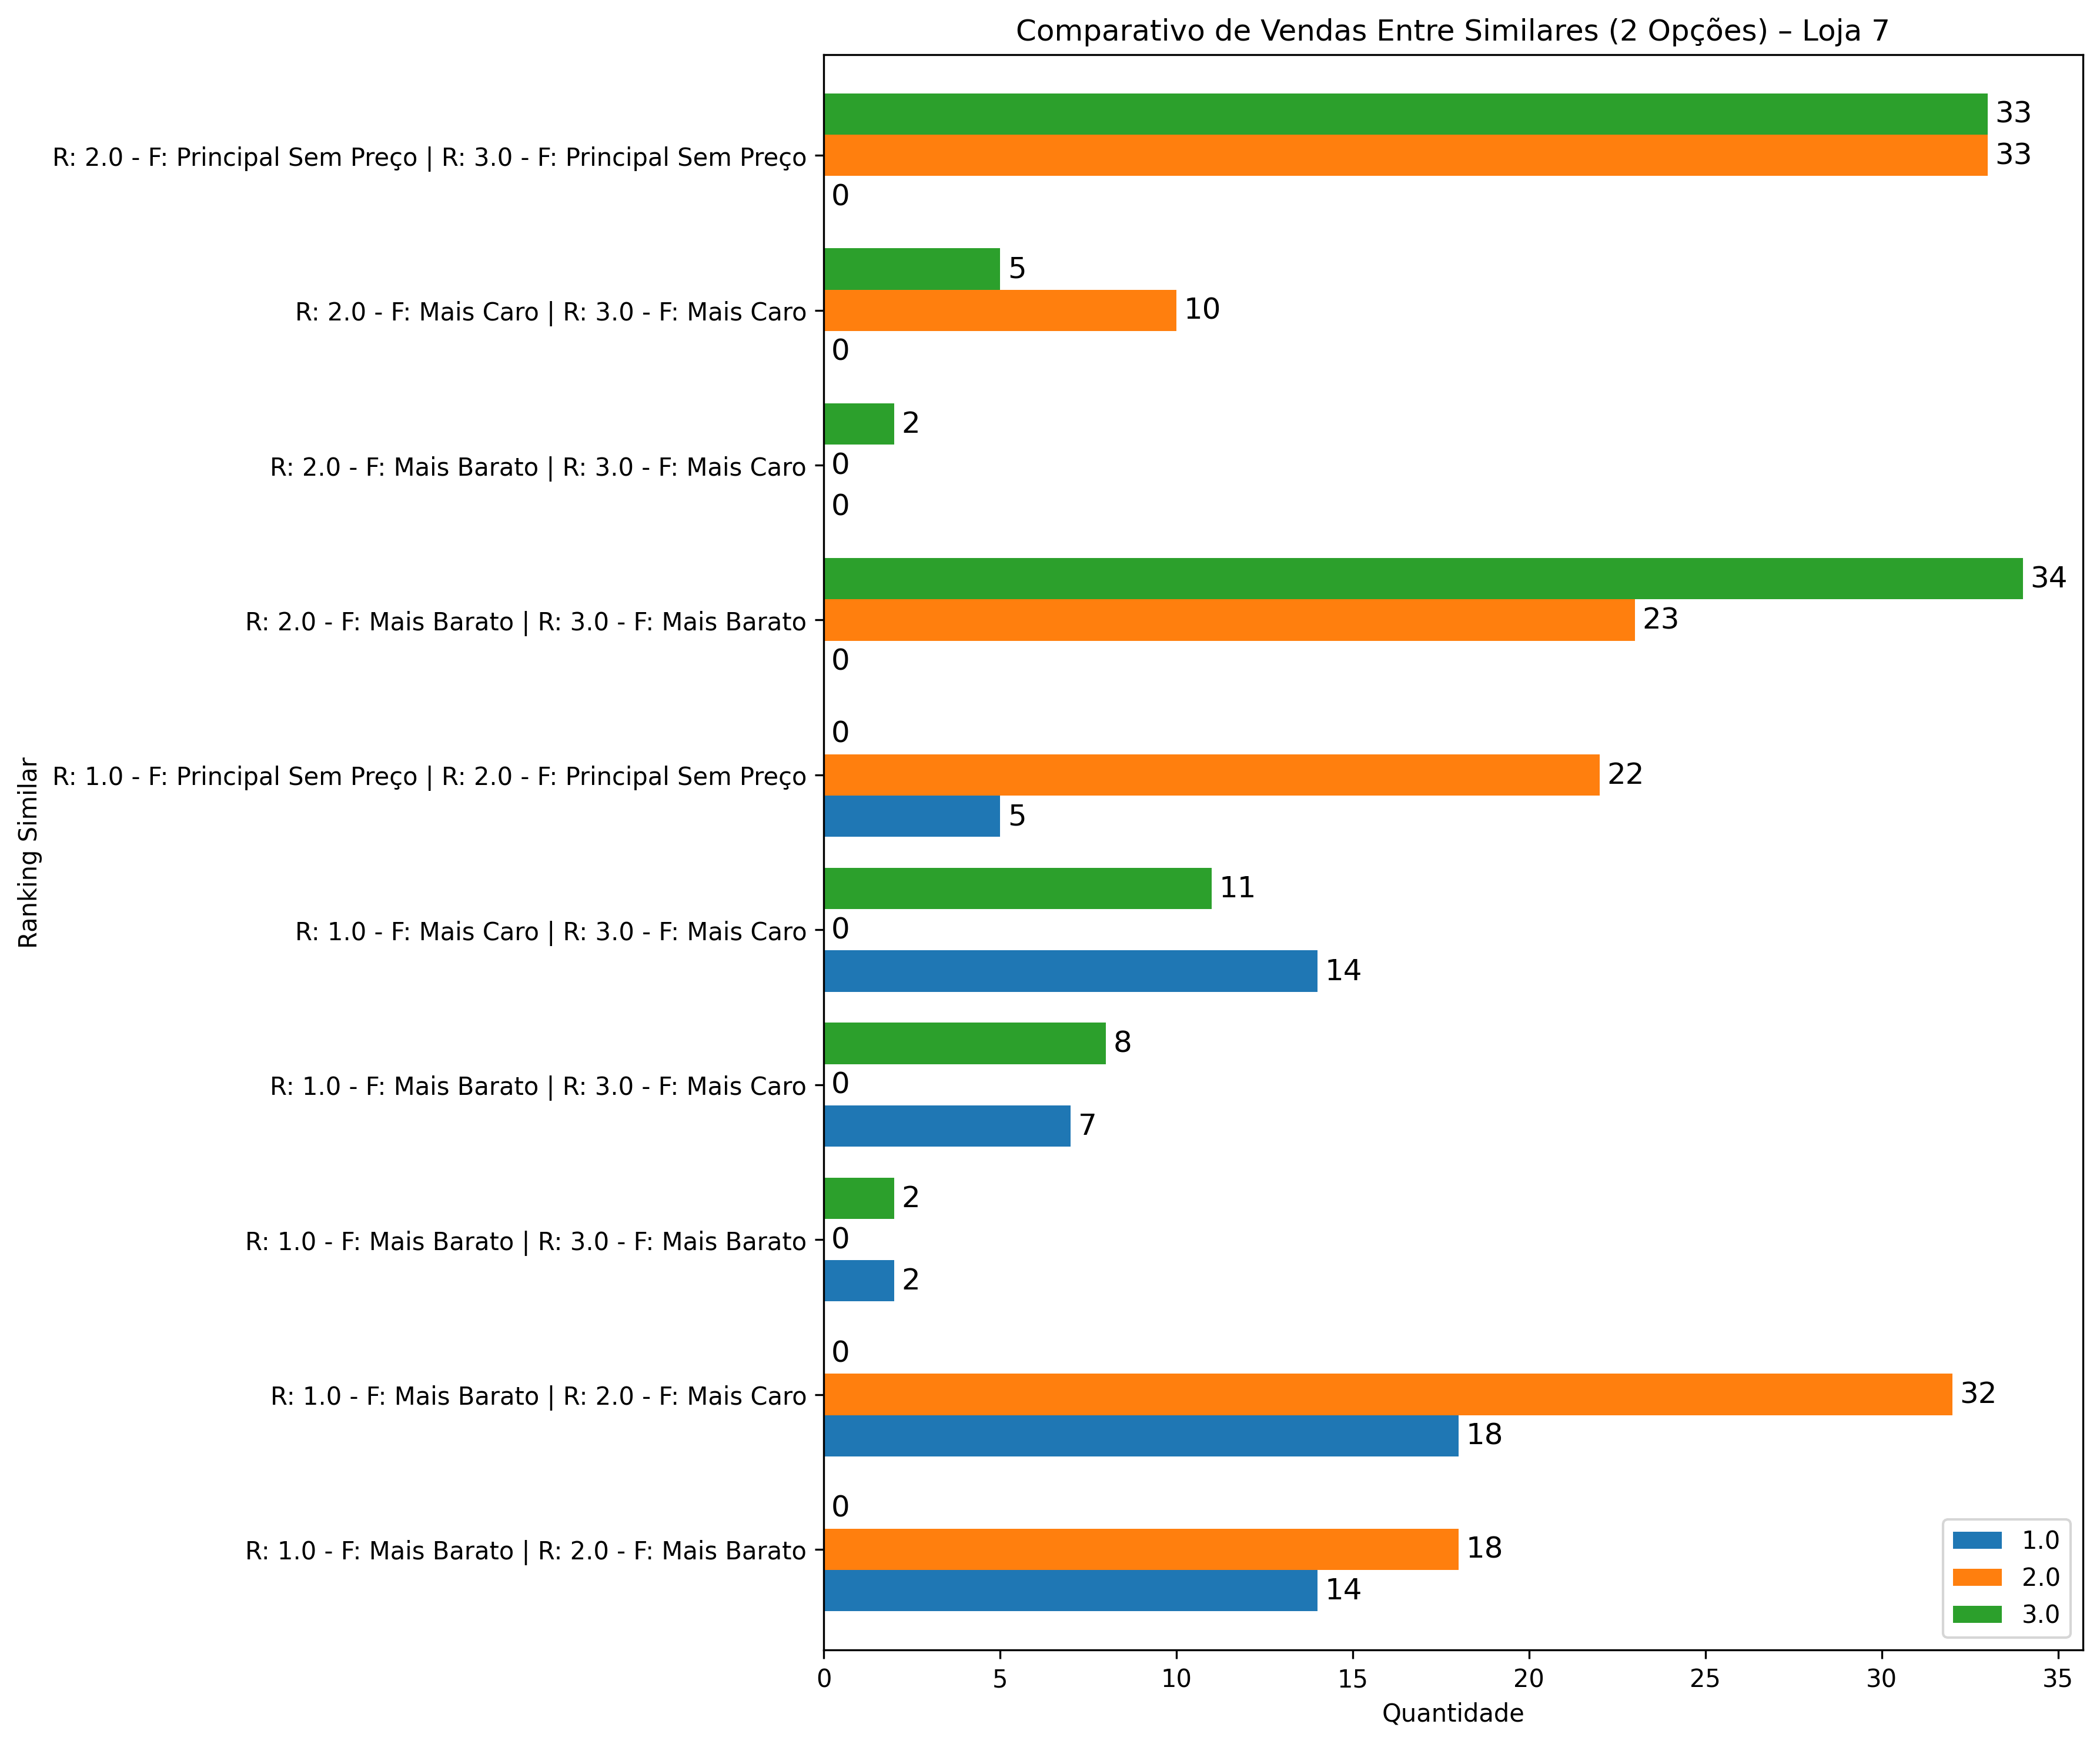 Comparativo de Vendas Entre Similares (2 Opções) – Loja 7
R: 2.0 - F: Principal Sem Preço | R: 3.0 - F: Principal Sem Preço
33
33
0
R: 2.0 - F: Mais Caro | R: 3.0 - F: Mais Caro
5
10
0
R: 2.0 - F: Mais Barato | R: 3.0 - F: Mais Caro
2
0
0
R: 2.0 - F: Mais Barato | R: 3.0 - F: Mais Barato
34
23
0
R: 1.0 - F: Principal Sem Preço | R: 2.0 - F: Principal Sem Preço
0
22
5
R: 1.0 - F: Mais Caro | R: 3.0 - F: Mais Caro
11
0
14
R: 1.0 - F: Mais Barato | R: 3.0 - F: Mais Caro
8
0
7
R: 1.0 - F: Mais Barato | R: 3.0 - F: Mais Barato
2
0
2
R: 1.0 - F: Mais Barato | R: 2.0 - F: Mais Caro
0
32
18
R: 1.0 - F: Mais Barato | R: 2.0 - F: Mais Barato
0
18
14
Ranking Similar
1.0
2.0
3.0
0 5 10 15 20 25 30 35
Quantidade